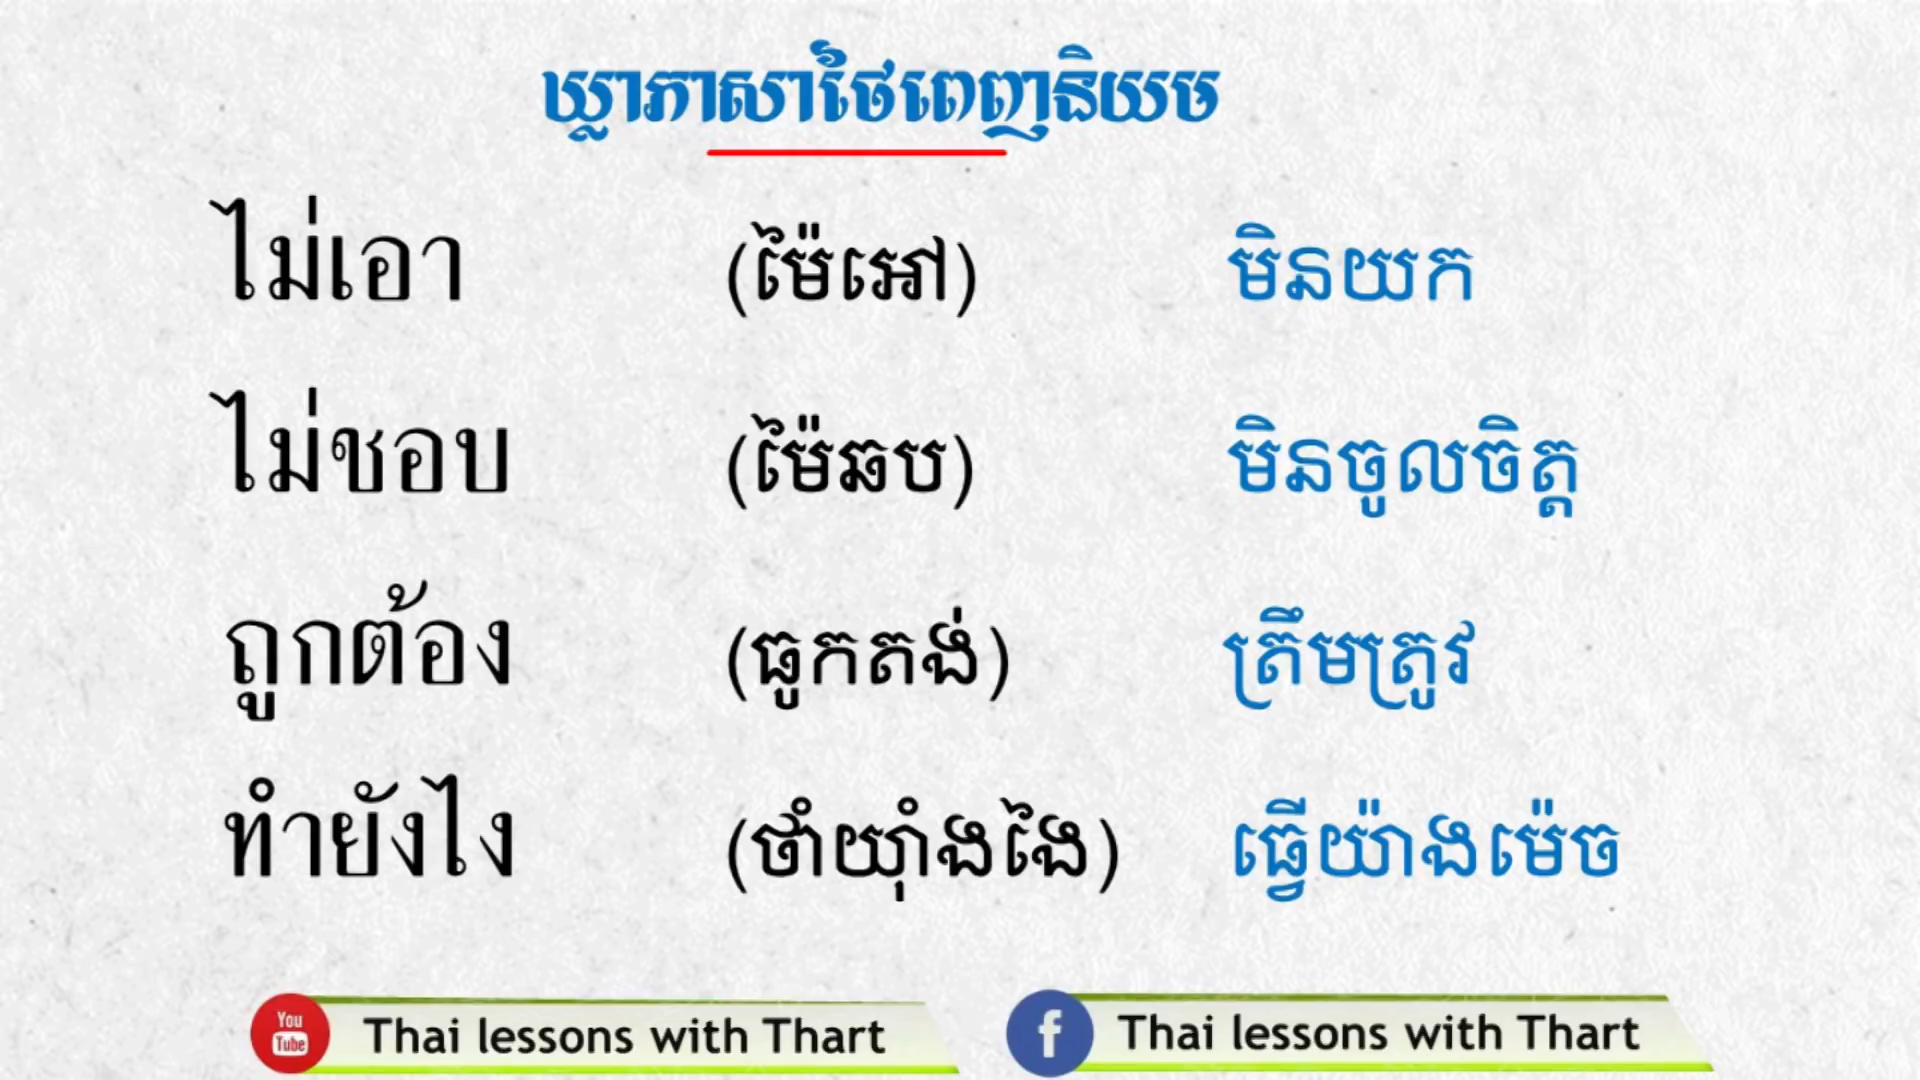 ឃ្លាភាសាថៃពេញនិយម
ไม่เอา (ម៉ៃអៅ) មិនយក
ไม่ชอบ (ម៉ៃឆប) មិនចូលចិត្ត
ถูกต้อง (ធូកតង់) ត្រឹមត្រូវ
ทำยังไง (ថាំយ៉ាំងងៃ) ធ្វើយ៉ាងម៉េច
You Tube Thai lessons with Thart f Thai lessons with Thart